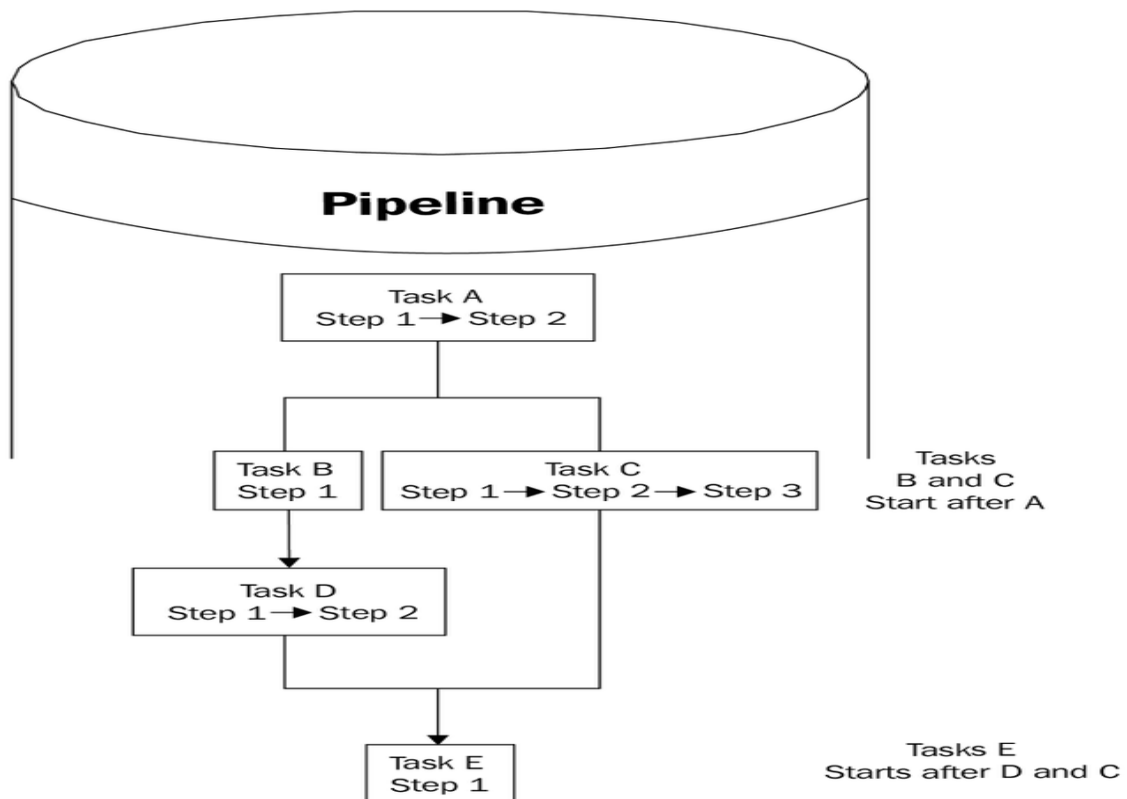 Pipeline
Task A
Step 1 → Step 2
Task B
Step 1
Task C
Step 1 → Step 2 → Step 3
Tasks
B and C
Start after A
Task D
Step 1 → Step 2
Task E
Step 1
Tasks E
Starts after D and C